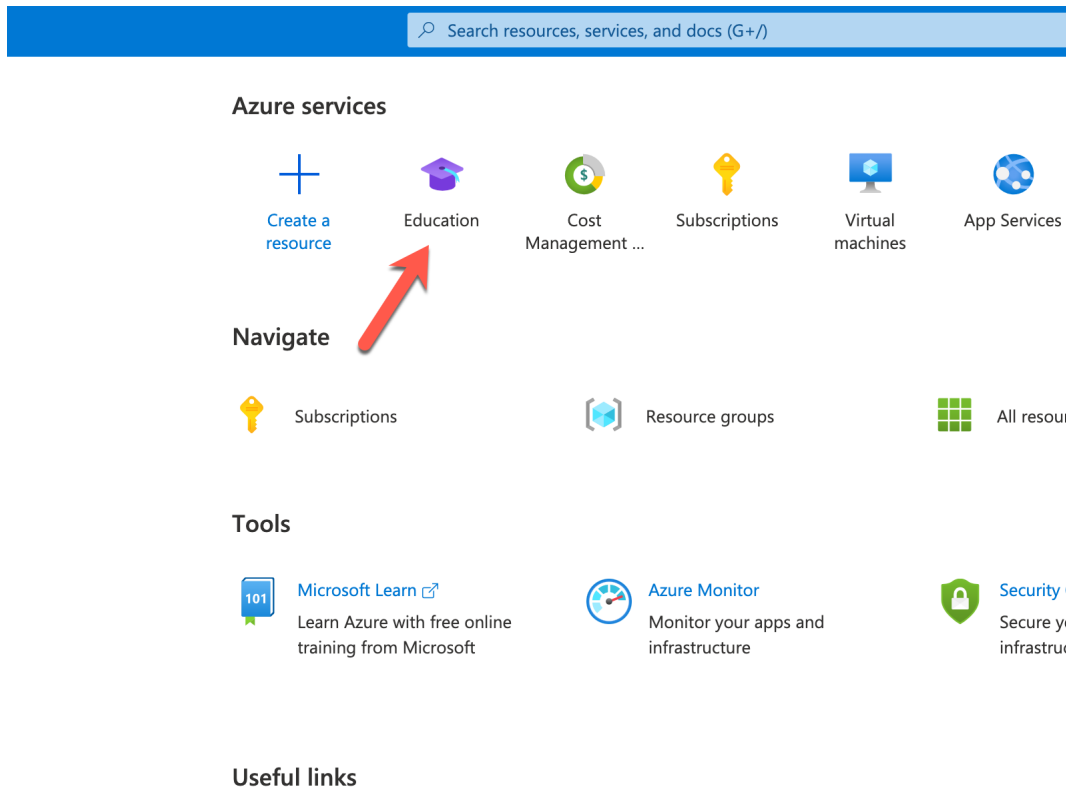 Search resources, services, and docs (G+/)
Azure services
Create a
resource
Education
Cost
Management ...
Subscriptions
Virtual
machines
App Services
Navigate
Subscriptions
Resource groups
All
Tools
101
Microsoft Learn
Learn Azure with free online
training from Microsoft
Azure Monitor
Monitor your apps and
infrastructure
Security
Secure
Useful links